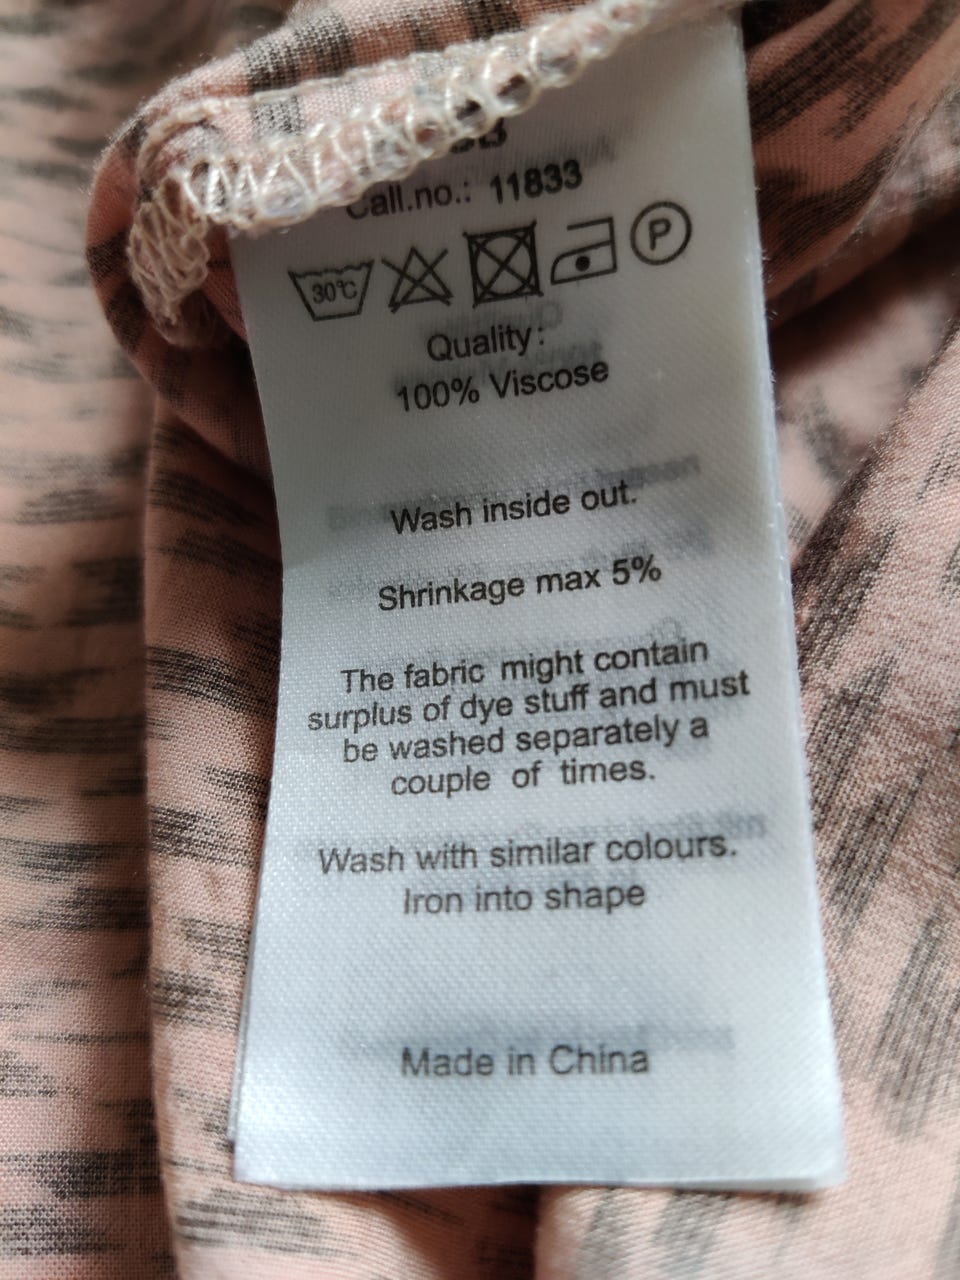 Call.no.: 11833
30°C P
Quality:
100% Viscose
Wash inside out.
Shrinkage max 5%
The fabric might contain
surplus of dye stuff and must
be washed separately a
couple of times.
Wash with similar colours.
Iron into shape
Made in China